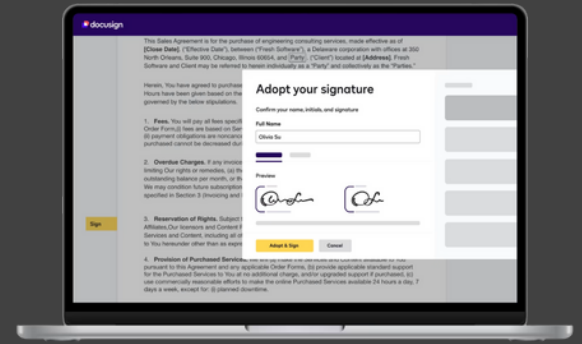 docusign
This Sales Agreement is for the purchase of engineering consulting services, made effective as of
[Close Date]. ("Effective Date"), between ("Fresh Software"), a Delaware corporation with offices at 350
North Orleans, Suite 900, Chicago, Illinois 60654, and [Party]. ("Client") located at [Address]. Fresh
Software and Client may be referred to herein individually as a "Party" and collectively as the "Parties."
Herein, You have agreed to purchase
Hours have been given based on the
governed by the below stipulations.
1. Fees. You will pay all fees specifi
Order Form,(i) fees are based on Ser
(ii) payment obligations are noncance
purchased cannot be decreased duri
2. Overdue Charges. If any invoice
limiting Our rights or remedies, (a) th
outstanding balance per month, or th
We may condition future subscription
specified in Section 3 (Invoicing and
Sign
3. Reservation of Rights. Subject t
Affiliates,Our licensors and Content P
Services and Content, including all of
to You hereunder other than as expre
4. Provision of Purchased Services.
pursuant to this Agreement and any applicable Order Forms, (b) provide applicable standard support
for the Purchased Services to You at no additional charge, and/or upgraded support if purchased, (c)
use commercially reasonable efforts to make the online Purchased Services available 24 hours a day, 7
days a week, except for: (i) planned downtime.
Adopt your signature
Confirm your name, initials, and signature
Full Name
Olivia Su
Preview
Adopt & Sign Cancel